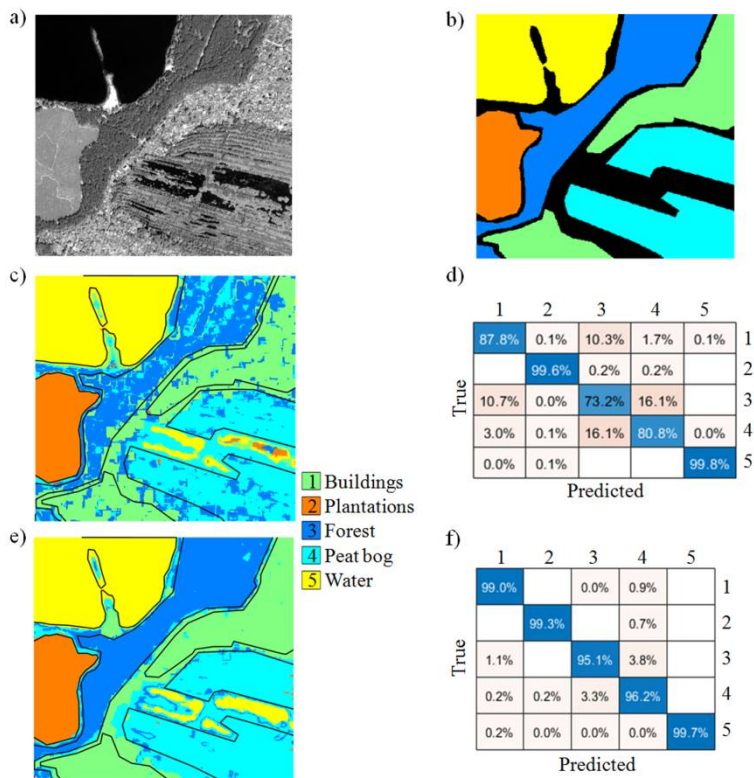 a)
b)
c)
d)
1 2 3 4 5
87.8% 0.1% 10.3% 1.7% 0.1% 1
99.6% 0.2% 0.2% 2
True
10.7% 0.0% 73.2% 16.1% 3
3.0% 0.1% 16.1% 80.8% 0.0% 4
0.0% 0.1% 99.8% 5
Predicted
1 Buildings
2 Plantations
3 Forest
4 Peat bog
5 Water
e)
f)
1 2 3 4 5
99.0% 0.0% 0.9% 1
99.3% 0.7% 2
True
1.1% 95.1% 3.8% 3
0.2% 0.2% 3.3% 96.2% 4
0.2% 0.0% 0.0% 0.0% 99.7% 5
Predicted